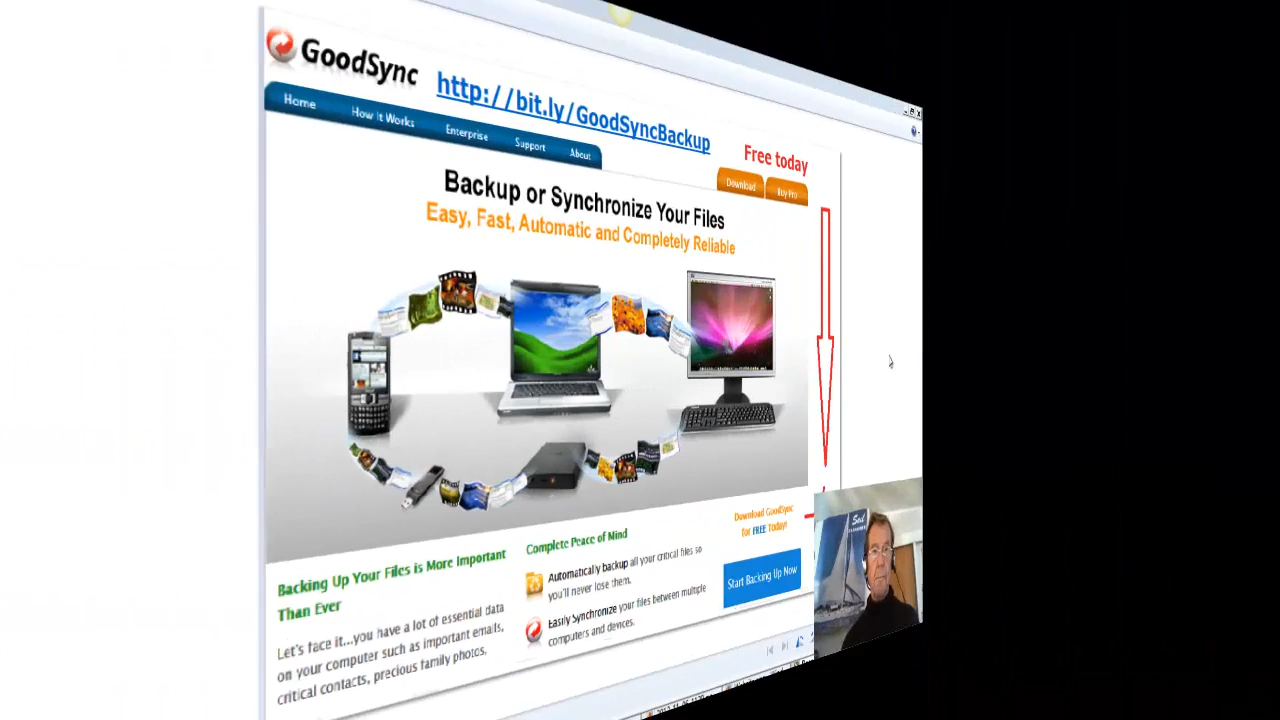 GoodSync
http://bit.ly/GoodSyncBackup
Home
How It Works
Enterprise
Support
About
Free today
Download
Buy Pro
Backup or Synchronize Your Files
Easy, Fast, Automatic and Completely Reliable
Backing Up Your Files is More Important
Than Ever
Let's face it...you have a lot of essential data
on your computer such as important emails,
critical contacts, precious family photos.
Complete Peace of Mind
Automatically backup all your critical files so
you'll never lose them.
Easily Synchronize your files between multiple
computers and devices.
Download GoodSync
for FREE Today!
Start Backing Up Now
Sail